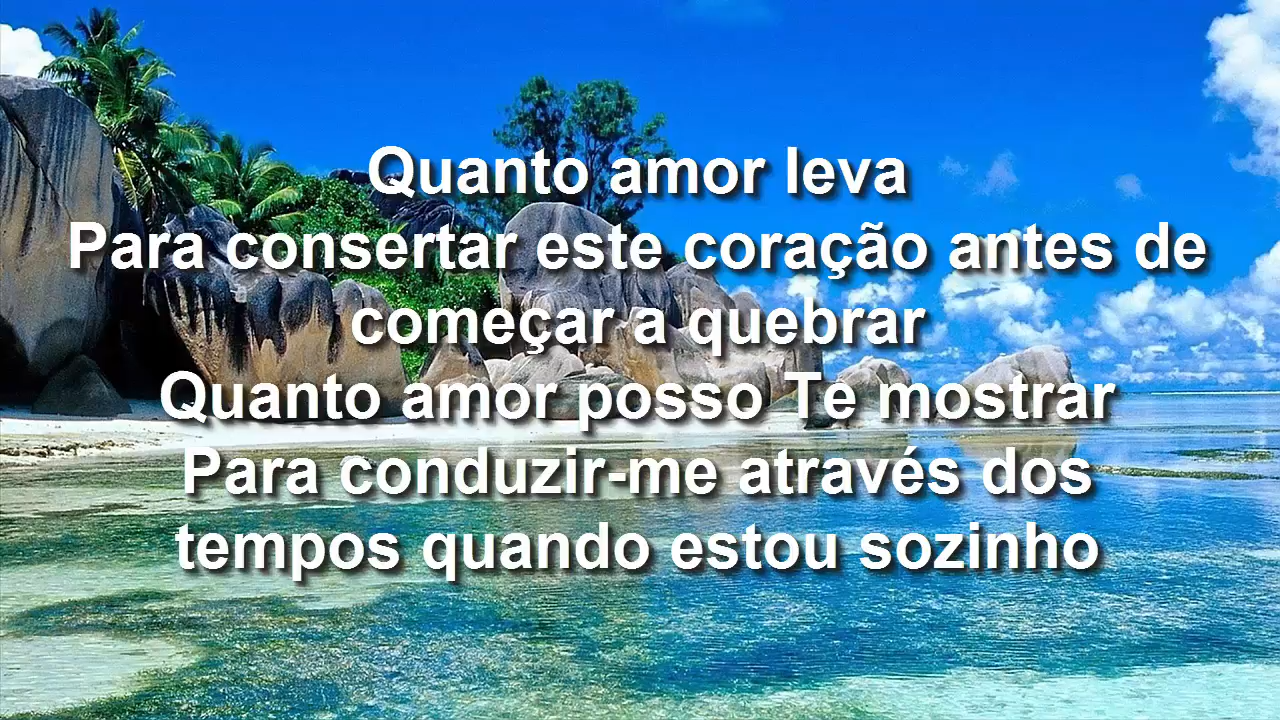 Quanto amor leva
Para consertar este coração antes de
começar a quebrar
Quanto amor posso Te mostrar
Para conduzir-me através dos
tempos quando estou sozinho